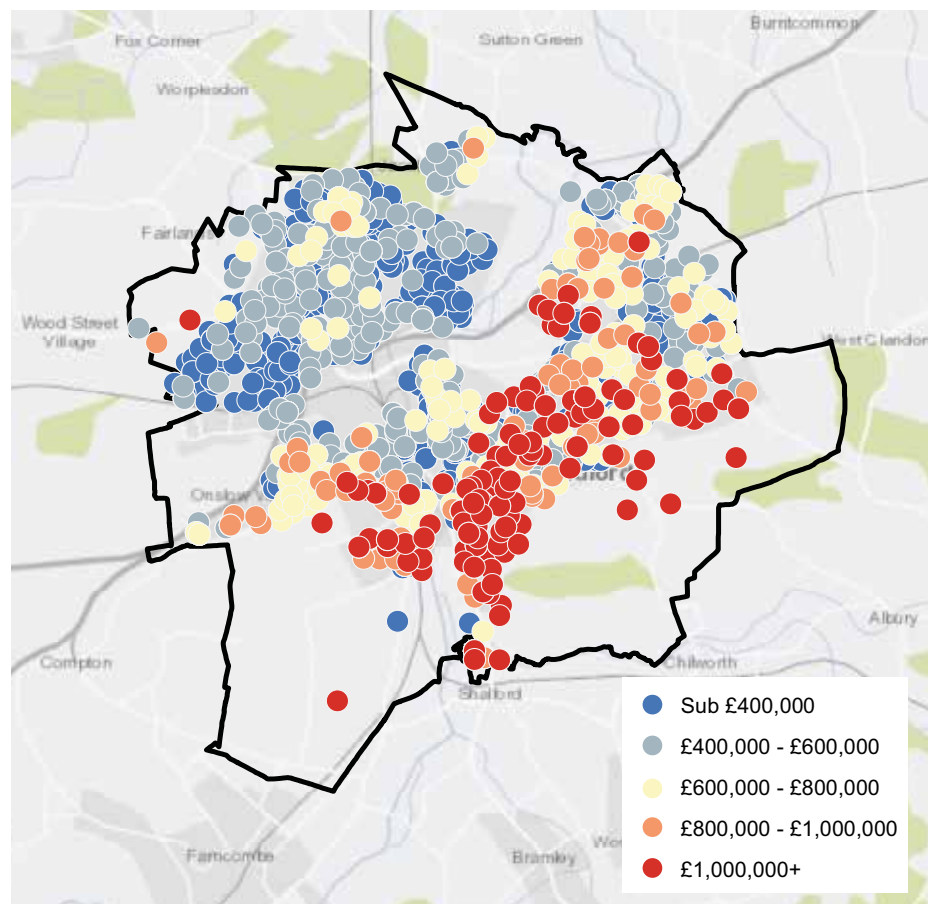 Burntcommon
Fox Corner
Sutton Green
Worplesdon
Fairlands
Wood Street
Village
West Clandon
Onslow V
Albury
Compton
Chilworth
Shalford
Sub £400,000
£400,000 - £600,000
£600,000 - £800,000
£800,000 - £1,000,000
£1,000,000+
Farncombe
Bramley